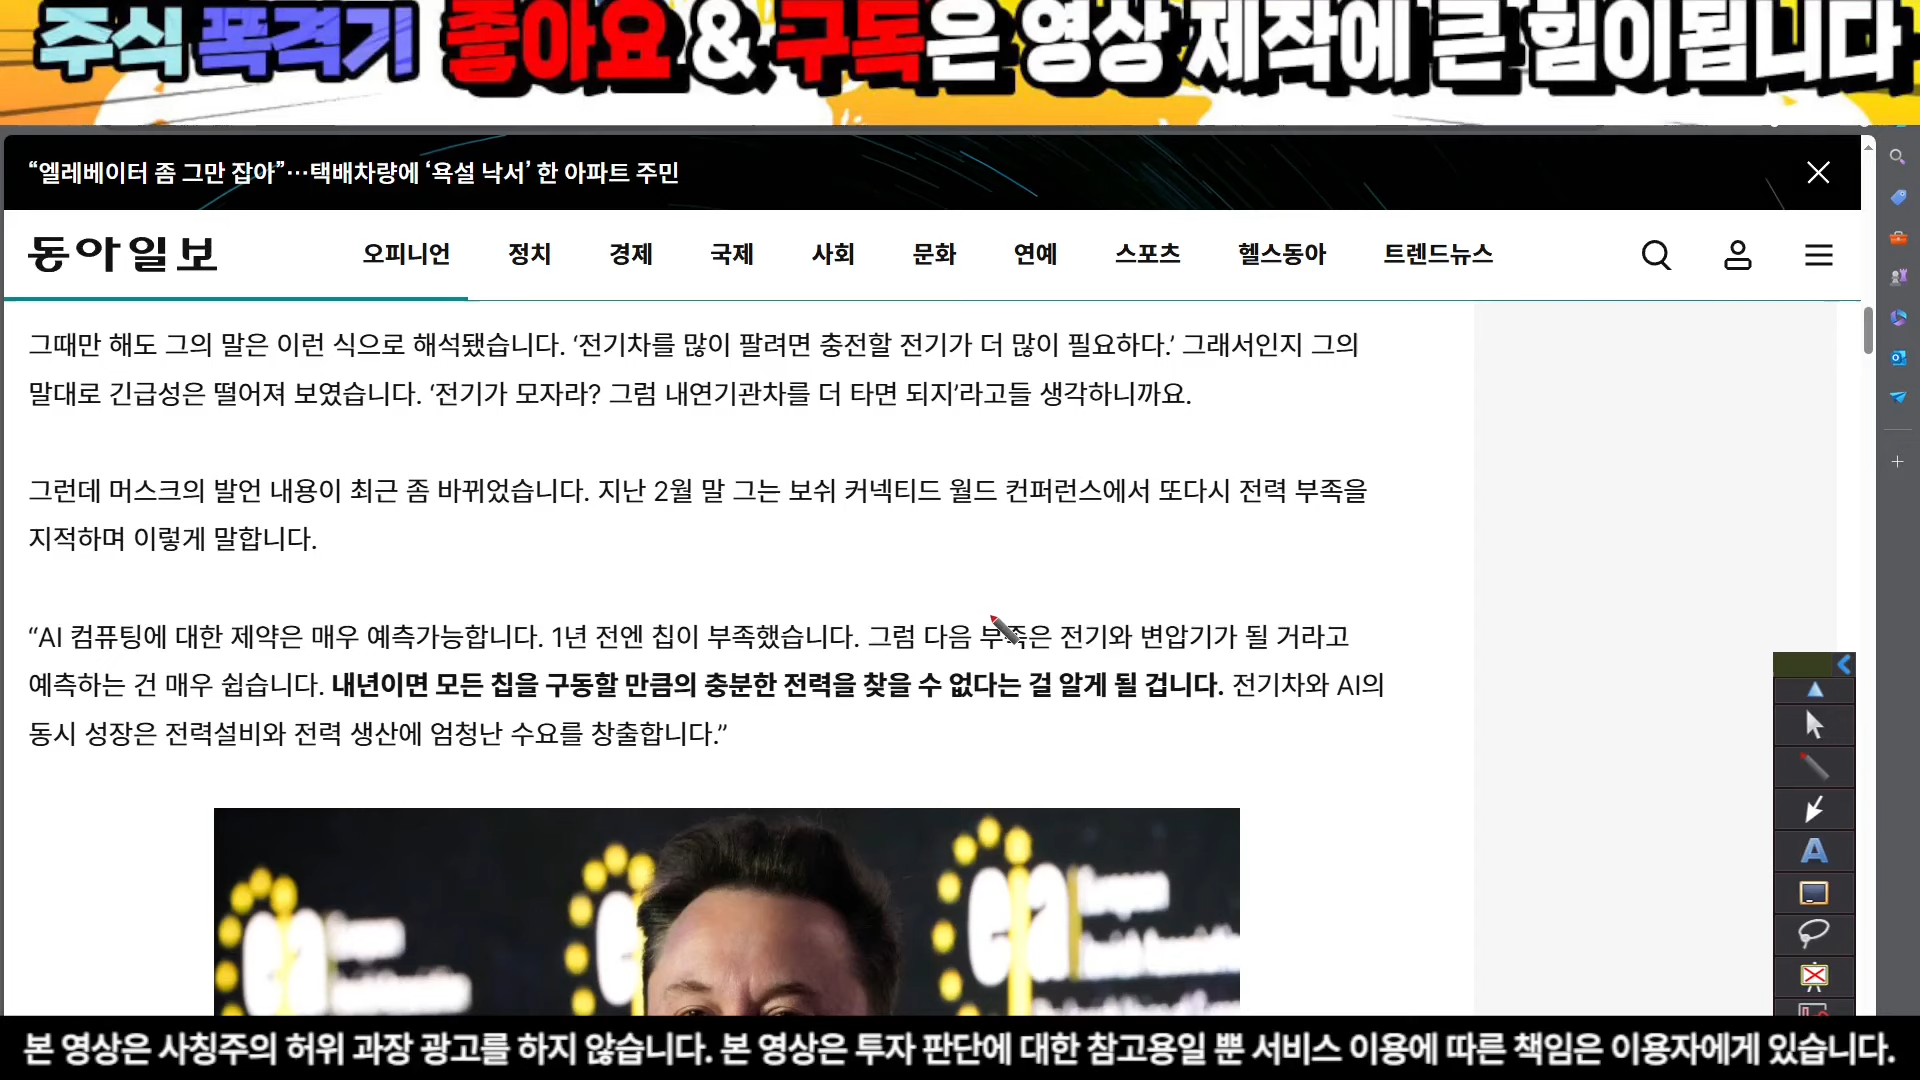 주식 폭격기 좋아요 & 구독은 영상 제작에 큰 힘이됩니다
“엘레베이터 좀 그만 잡아”…택배차량에 ‘욕설 낙서’ 한 아파트 주민
동아일보 오피니언 정치 경제 국제 사회 문화 연예 스포츠 헬스동아 트렌드뉴스
그때만 해도 그의 말은 이런 식으로 해석됐습니다. ‘전기차를 많이 팔려면 충전할 전기가 더 많이 필요하다.’ 그래서인지 그의
말대로 긴급성은 떨어져 보였습니다. ‘전기가 모자라? 그럼 내연기관차를 더 타면 되지’라고들 생각하니까요.
그런데 머스크의 발언 내용이 최근 좀 바뀌었습니다. 지난 2월 말 그는 보쉬 커넥티드 월드 컨퍼런스에서 또다시 전력 부족을
지적하며 이렇게 말합니다.
“AI 컴퓨팅에 대한 제약은 매우 예측가능합니다. 1년 전엔 칩이 부족했습니다. 그럼 다음 부족은 전기와 변압기가 될 거라고
예측하는 건 매우 쉽습니다. 내년이면 모든 칩을 구동할 만큼의 충분한 전력을 찾을 수 없다는 걸 알게 될 겁니다. 전기차와 AI의
동시 성장은 전력설비와 전력 생산에 엄청난 수요를 창출합니다.”
본 영상은 사칭주의 허위 과장 광고를 하지 않습니다. 본 영상은 투자 판단에 대한 참고용일 뿐 서비스 이용에 따른 책임은 이용자에게 있습니다.